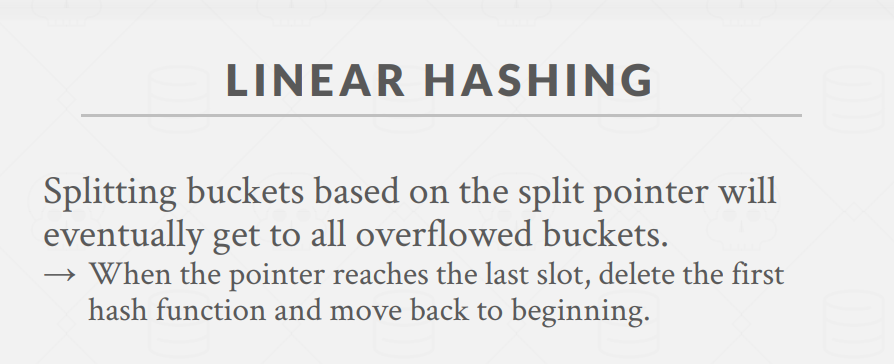 LINEAR HASHING
Splitting buckets based on the split pointer will
eventually get to all overflowed buckets.
→ When the pointer reaches the last slot, delete the first
hash function and move back to beginning.